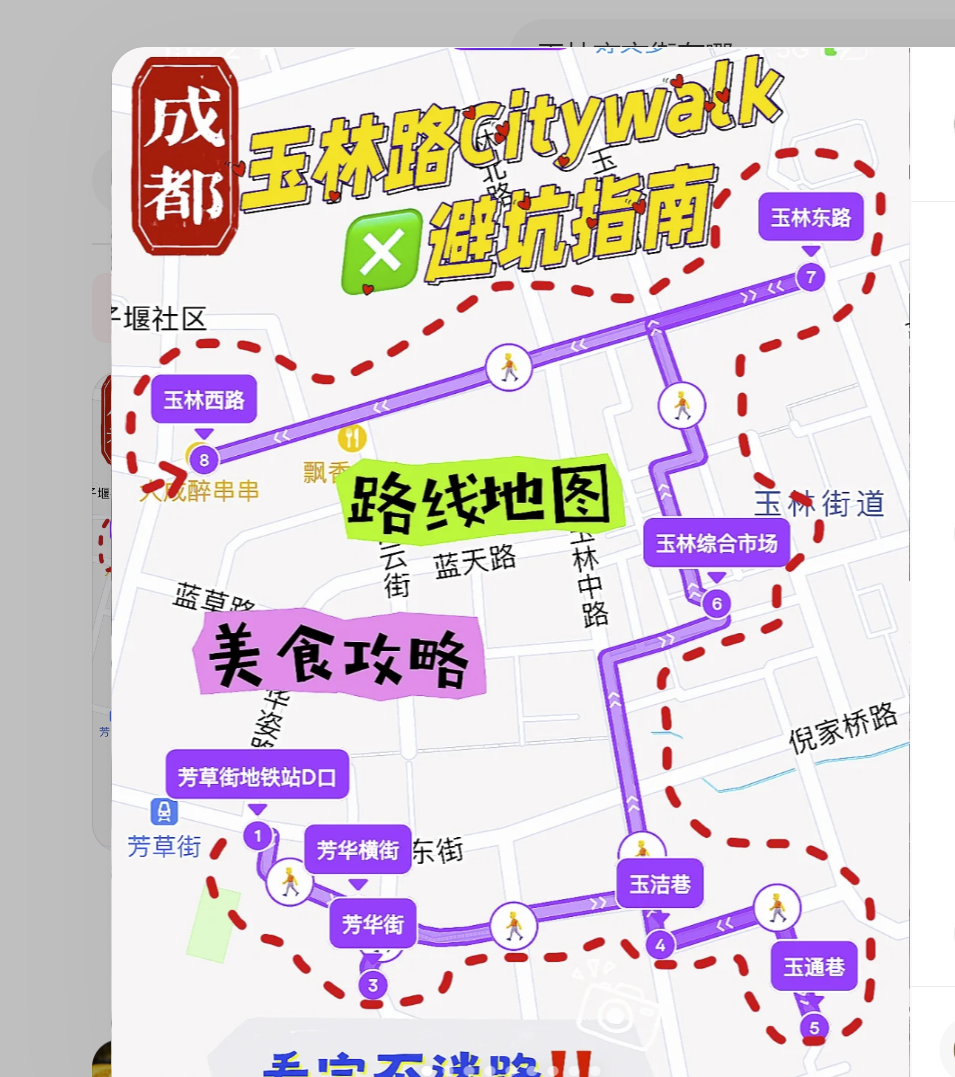 成都
玉林路Citywalk
避坑指南
玉林东路
7
子堰社区
玉林西路
8
飘香
大成醉串串
路线地图
玉林街道
玉林综合市场
6
蓝天路
云街
玉林中路
蓝草路
美食攻略
华姿路
倪家桥路
芳草街地铁站D口
1
芳草街
芳华横街
东街
芳华街
3
玉洁巷
4
玉通巷
5
看完不迷路!!